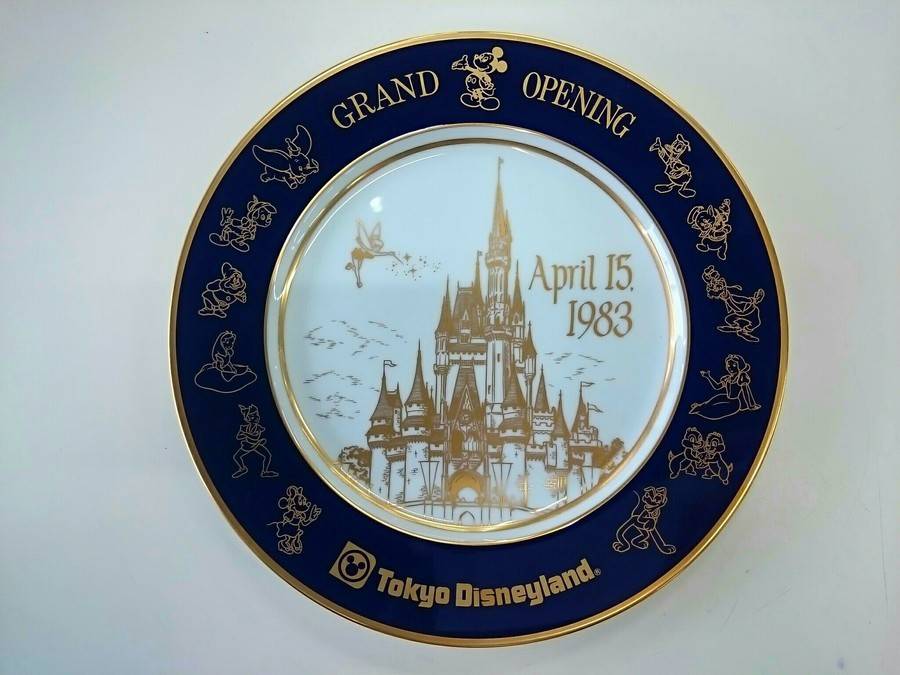 GRAND OPENING
April 15,
1983
Tokyo Disneyland®